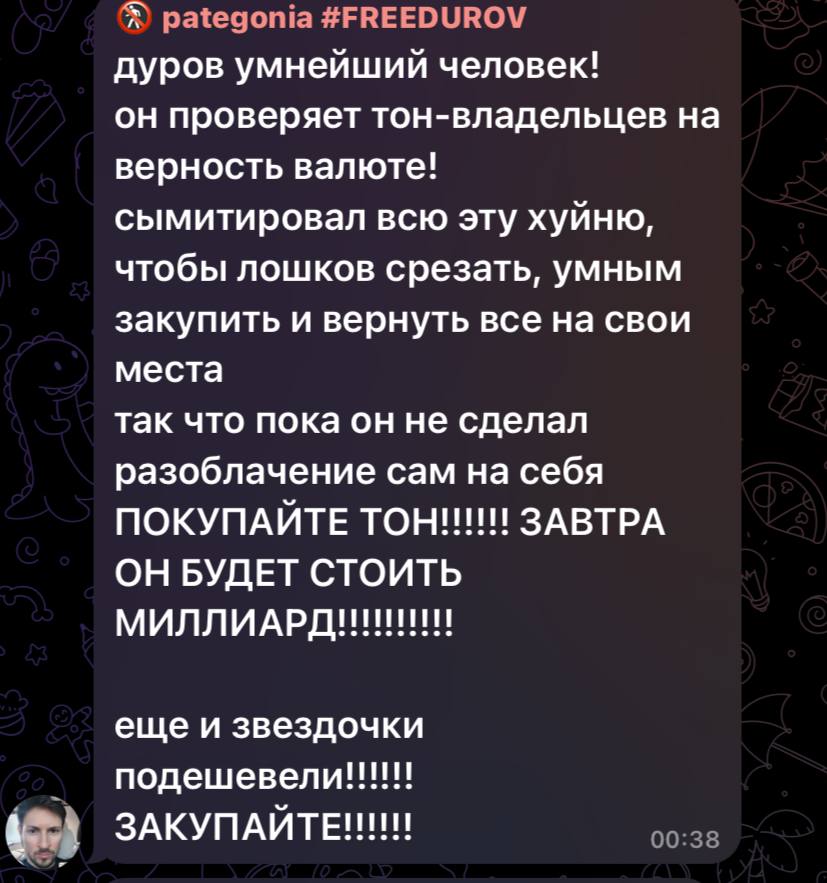 pategonia #FREEDUROV
дуров умнейший человек!
он проверяет тон-владельцев на
верность валюте!
сымитировал всю эту хуйню,
чтобы лошков срезать, умным
закупить и вернуть все на свои
места
так что пока он не сделал
разоблачение сам на себя
ПОКУПАЙТЕ ТОН!!!!!! ЗАВТРА
ОН БУДЕТ СТОИТЬ
МИЛЛИАРД!!!!!!!!!!
еще и звездочки
подешевели!!!!!!
ЗАКУПАЙТЕ!!!!!!
00:38